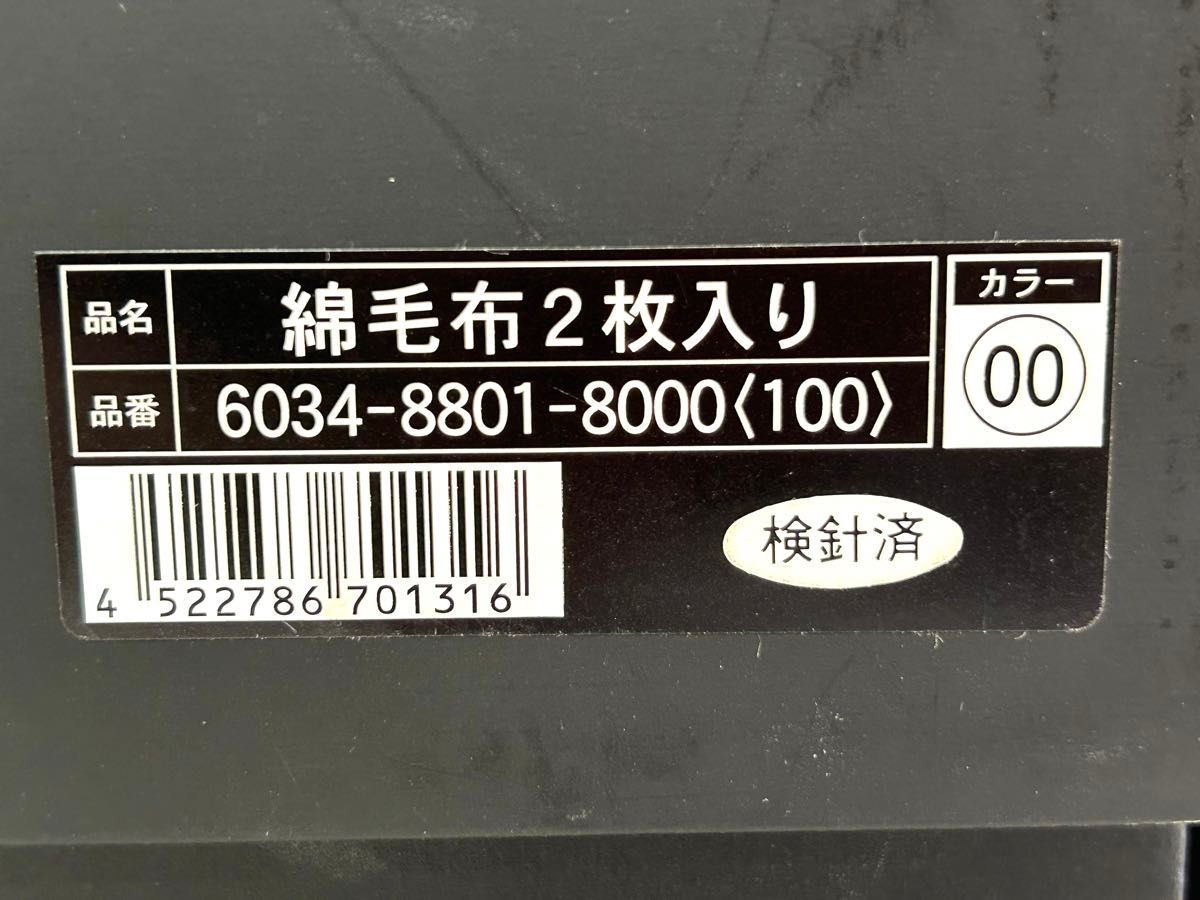 品名 綿毛布2枚入り
品番 6034-8801-8000〈100〉
カラー
00
検針済
4 522786 701316